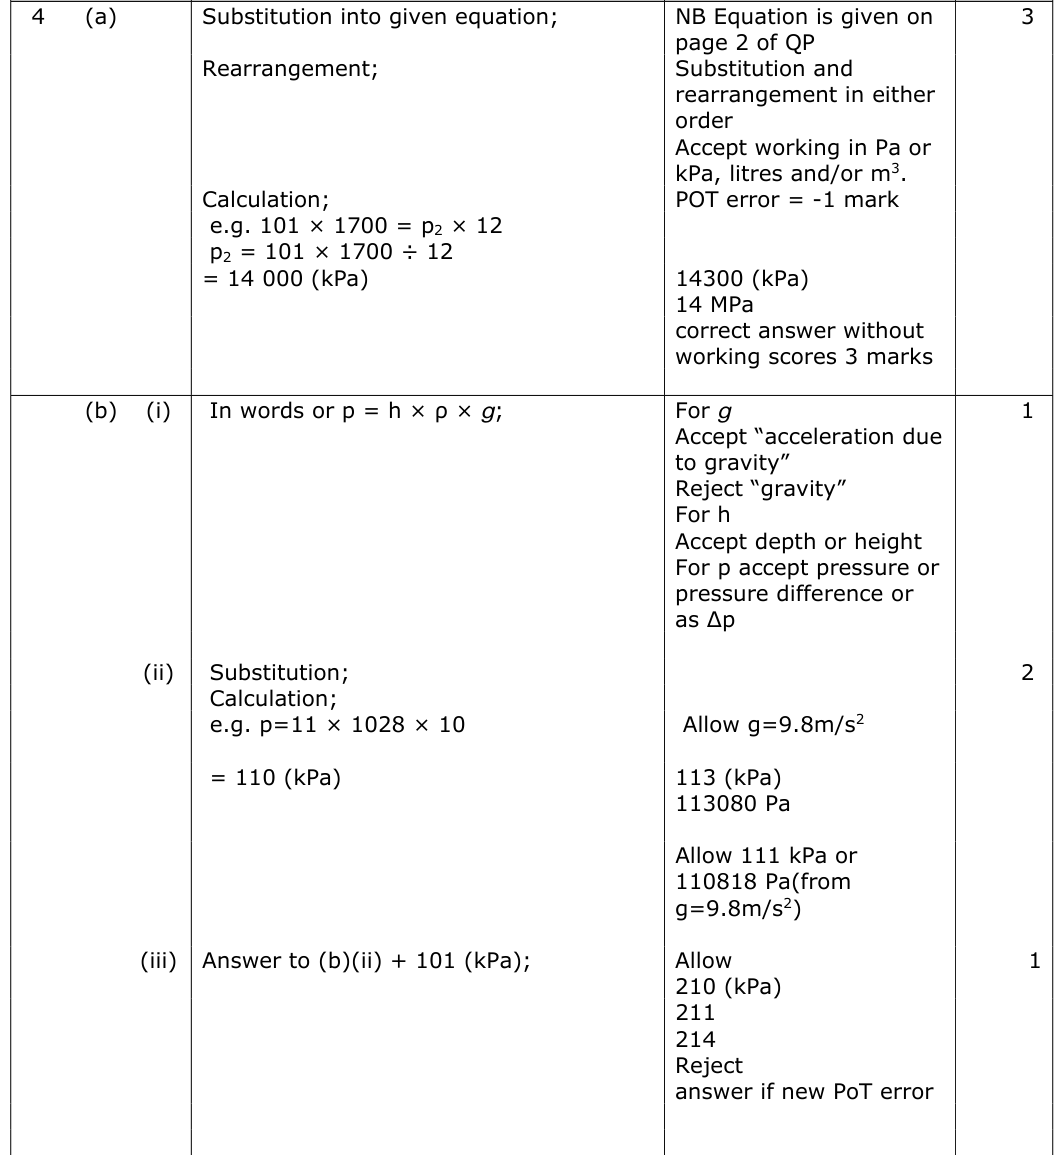 4 (a) Substitution into given equation; NB Equation is given on 3
page 2 of QP
Rearrangement; Substitution and
rearrangement in either
order
Accept working in Pa or
kPa, litres and/or m³.
Calculation; POT error = -1 mark
e.g. 101 × 1700 = p₂ × 12
p₂ = 101 × 1700 ÷ 12
= 14 000 (kPa) 14300 (kPa)
14 MPa
correct answer without
working scores 3 marks
(b) (i) In words or p = h × ρ × g; For g 1
Accept “acceleration due
to gravity”
Reject “gravity”
For h
Accept depth or height
For p accept pressure or
pressure difference or
as Δp
(ii) Substitution; 2
Calculation;
e.g. p=11 × 1028 × 10 Allow g=9.8m/s²
= 110 (kPa) 113 (kPa)
113080 Pa
Allow 111 kPa or
110818 Pa(from
g=9.8m/s²)
(iii) Answer to (b)(ii) + 101 (kPa); Allow 1
210 (kPa)
211
214
Reject
answer if new PoT error